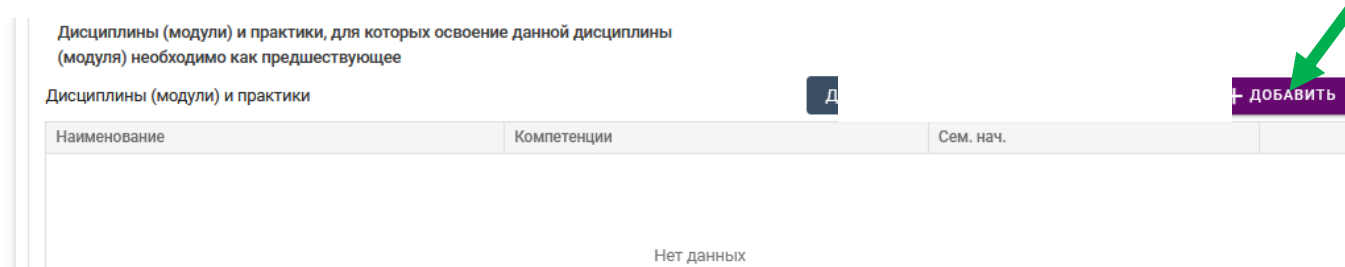 Дисциплины (модули) и практики, для которых освоение данной дисциплины
(модуля) необходимо как предшествующее
Дисциплины (модули) и практики
+ ДОБАВИТЬ
Наименование Компетенции Сем. нач.
Нет данных